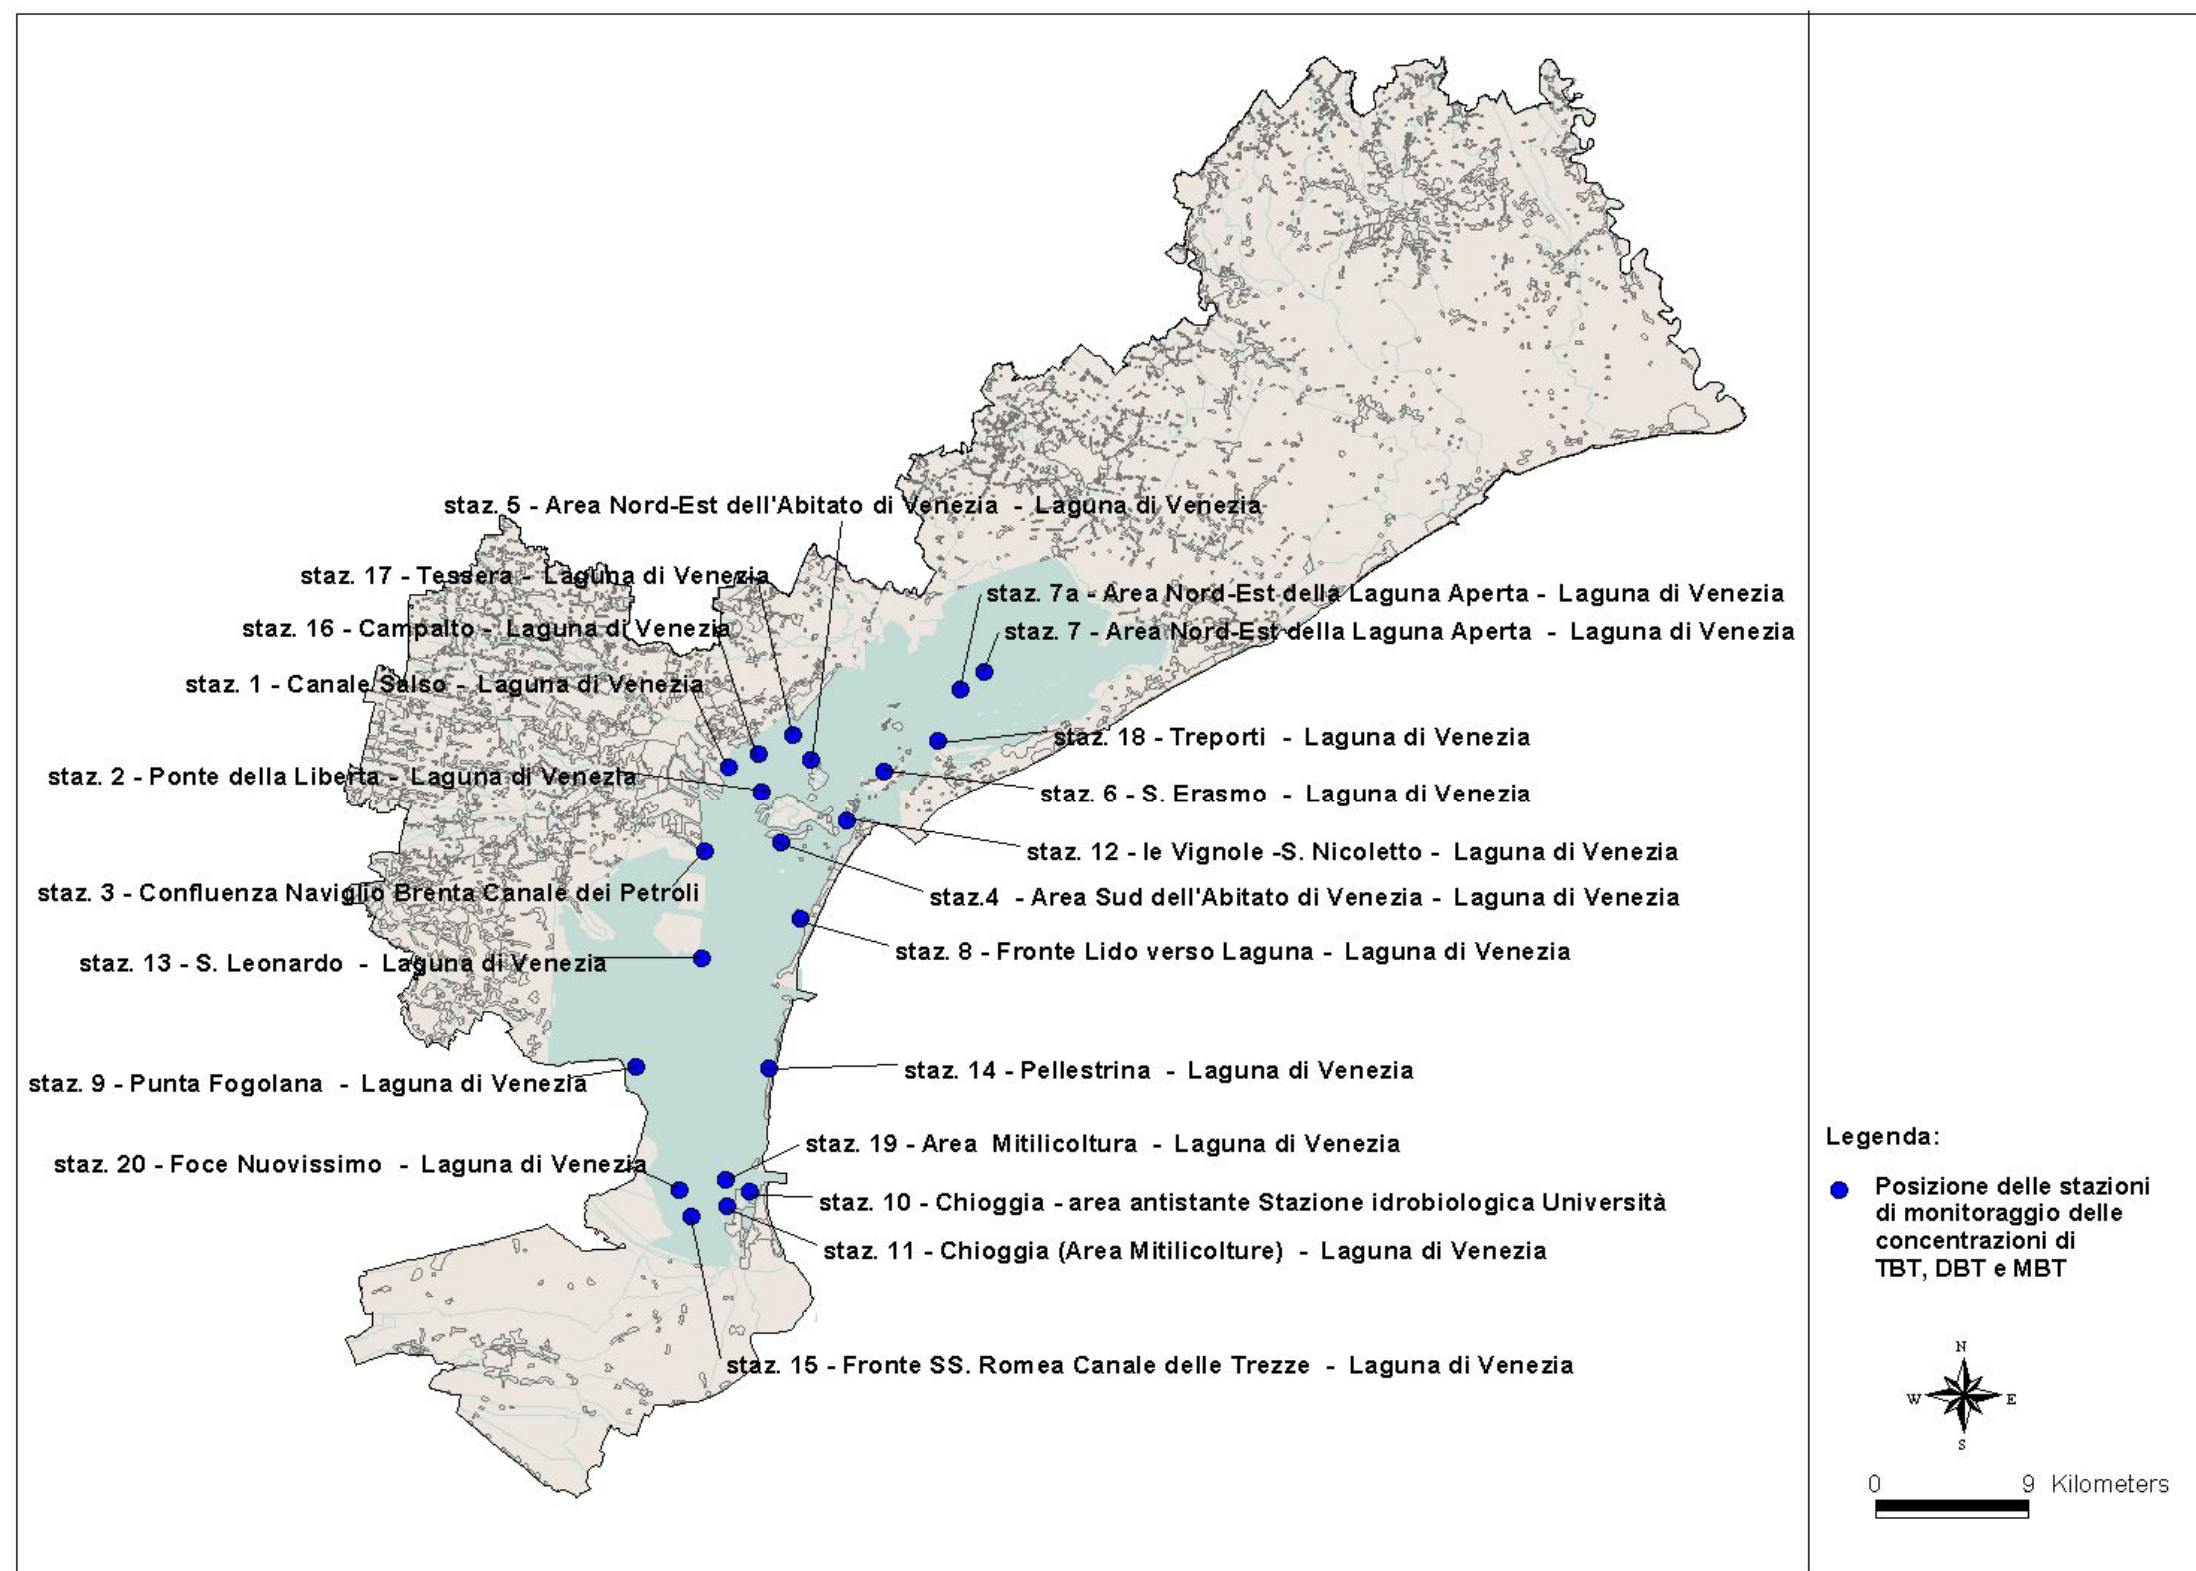 staz. 5 - Area Nord-Est dell'Abitato di Venezia - Laguna di Venezia
staz. 17 - Tessera - Laguna di Venezia
staz. 7a - Area Nord-Est della Laguna Aperta - Laguna di Venezia
staz. 16 - Campalto - Laguna di Venezia
staz. 7 - Area Nord-Est della Laguna Aperta - Laguna di Venezia
staz. 1 - Canale Salso - Laguna di Venezia
staz. 18 - Treporti - Laguna di Venezia
staz. 2 - Ponte della Liberta - Laguna di Venezia
staz. 6 - S. Erasmo - Laguna di Venezia
staz. 12 - le Vignole -S. Nicoletto - Laguna di Venezia
staz. 3 - Confluenza Naviglio Brenta Canale dei Petroli
staz.4 - Area Sud dell'Abitato di Venezia - Laguna di Venezia
staz. 8 - Fronte Lido verso Laguna - Laguna di Venezia
staz. 13 - S. Leonardo - Laguna di Venezia
staz. 14 - Pellestrina - Laguna di Venezia
staz. 9 - Punta Fogolana - Laguna di Venezia
staz. 19 - Area Mitilicoltura - Laguna di Venezia
staz. 20 - Foce Nuovissimo - Laguna di Venezia
staz. 10 - Chioggia - area antistante Stazione idrobiologica Università
staz. 11 - Chioggia (Area Mitilicolture) - Laguna di Venezia
staz. 15 - Fronte SS. Romea Canale delle Trezze - Laguna di Venezia
Legenda:
Posizione delle stazioni
di monitoraggio delle
concentrazioni di
TBT, DBT e MBT
N
W E
S
0 9 Kilometers